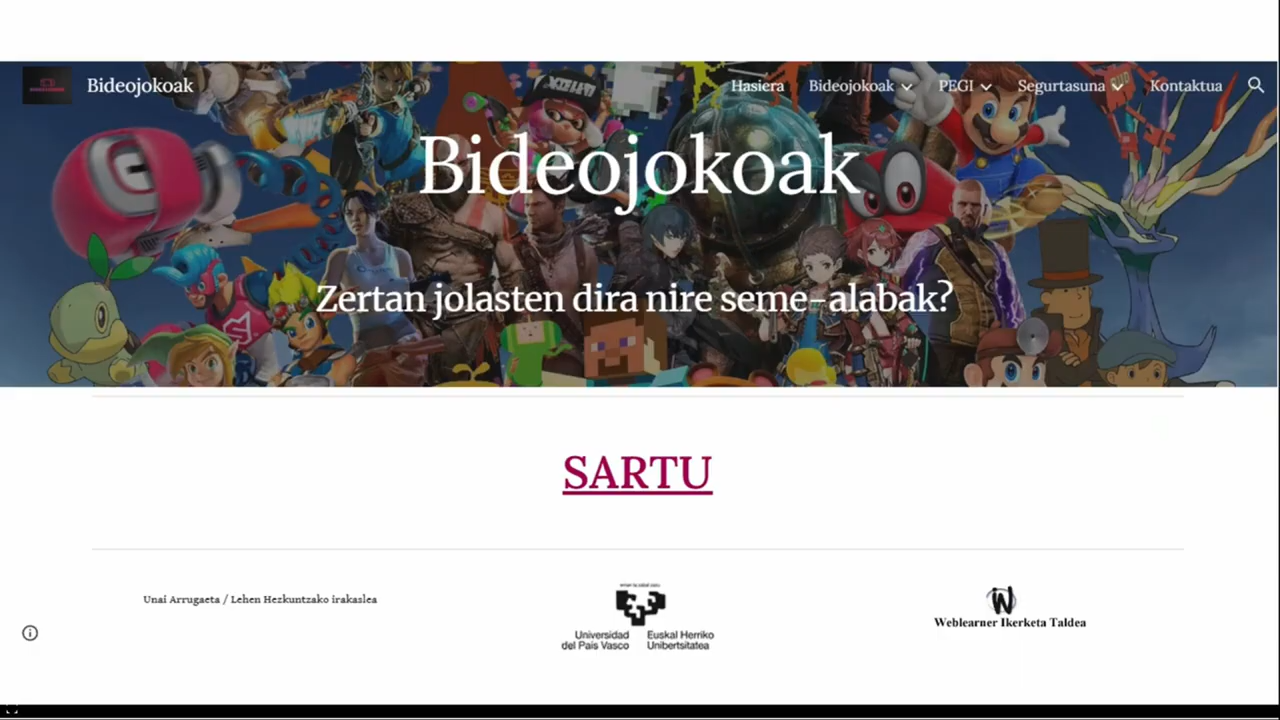 Bideojokoak
Hasiera
Bideojokoak
PEGI
Segurtasuna
Kontaktua
Bideojokoak
Zertan jolasten dira nire seme-alabak?
SARTU
Unai Arrugaeta / Lehen Hezkuntzako irakaslea
Universidad
del País Vasco
Euskal Herriko
Unibertsitatea
Weblearner Ikerketa Taldea